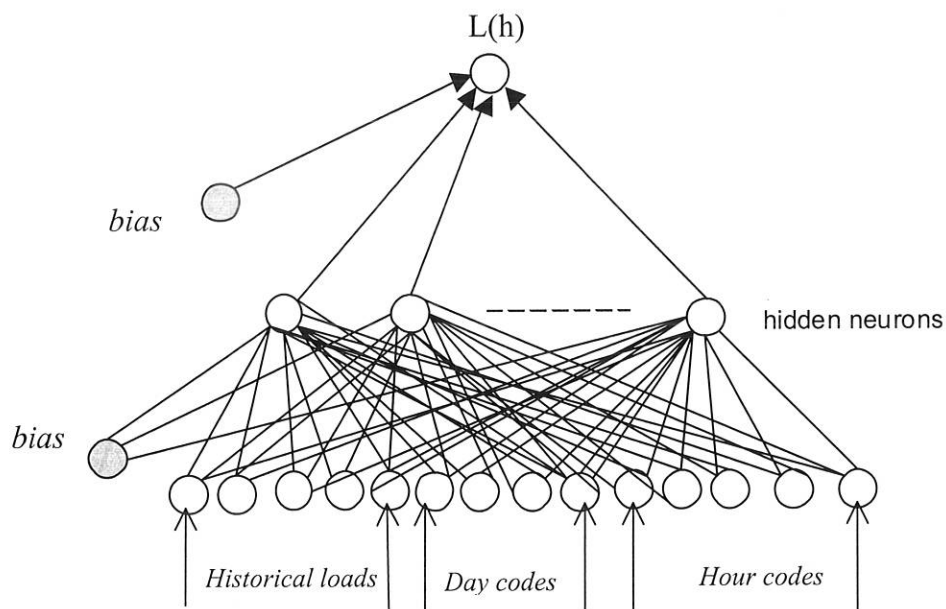 L(h)
bias
hidden neurons
bias
Historical loads
Day codes
Hour codes